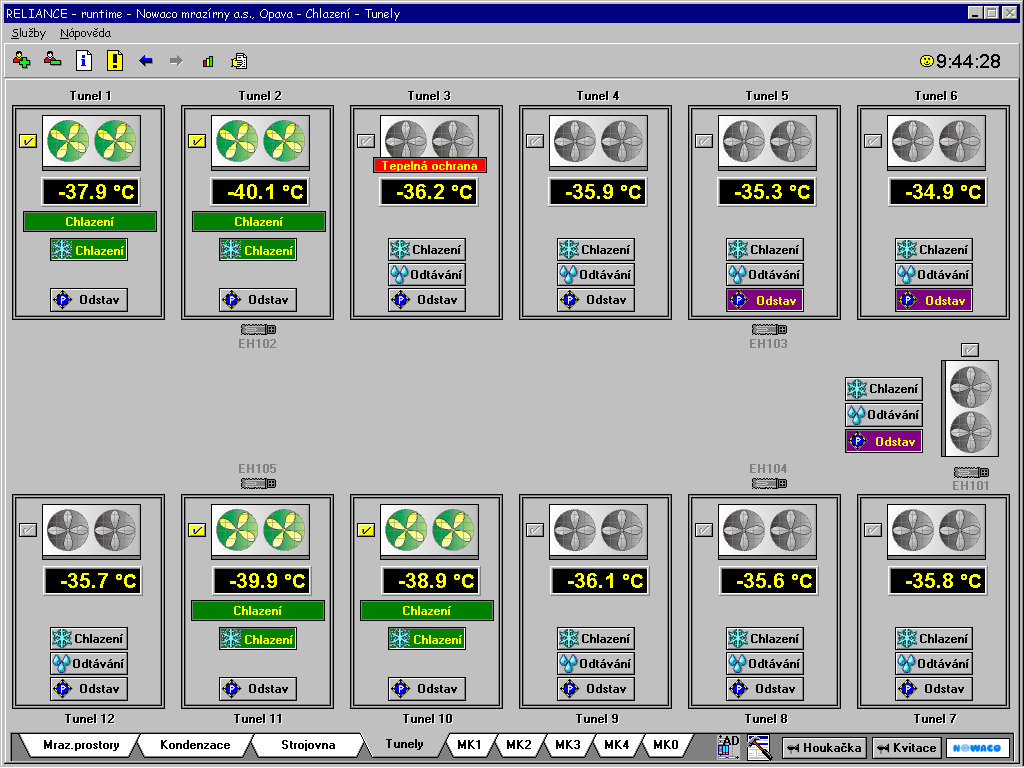 RELIANCE - runtime - Nowaco mrazírny a.s., Opava - Chlazení - Tunely
Služby Nápověda
9:44:28
Tunel 1 Tunel 2 Tunel 3 Tunel 4 Tunel 5 Tunel 6
Tepelná ochrana
-37.9 °C -40.1 °C -36.2 °C -35.9 °C -35.3 °C -34.9 °C
Chlazení Chlazení
Chlazení Chlazení Chlazení Chlazení Chlazení Chlazení
Odtávání Odtávání Odtávání Odtávání
P Odstav P Odstav P Odstav P Odstav P Odstav P Odstav
EH102 EH103
Chlazení
Odtávání
P Odstav
EH105 EH104
EH101
-35.7 °C -39.9 °C -38.9 °C -36.1 °C -35.6 °C -35.8 °C
Chlazení Chlazení
Chlazení Chlazení Chlazení Chlazení Chlazení Chlazení
Odtávání Odtávání Odtávání Odtávání
P Odstav P Odstav P Odstav P Odstav P Odstav P Odstav
Tunel 12 Tunel 11 Tunel 10 Tunel 9 Tunel 8 Tunel 7
Mraz.prostory Kondenzace Strojovna Tunely MK1 MK2 MK3 MK4 MK0 AD Houkačka Kvitace NOWACO